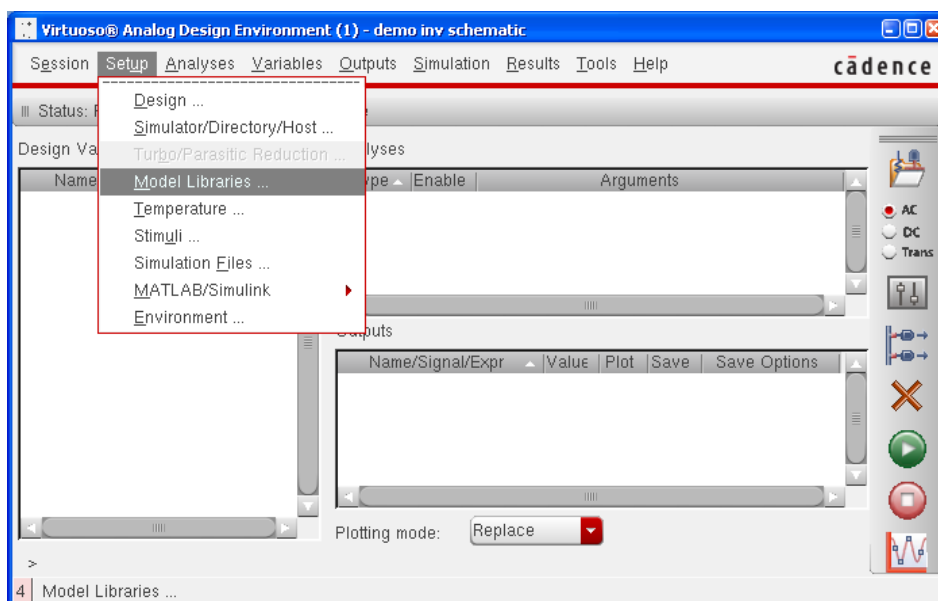 Virtuoso® Analog Design Environment (1) - demo inv schematic
Session Setup Analyses Variables Outputs Simulation Results Tools Help
cādence
Status:
Design ...
Simulator/Directory/Host ...
Turbo/Parasitic Reduction ...
Model Libraries ...
Temperature ...
Stimuli ...
Simulation Files ...
MATLAB/Simulink
Environment ...
Design Va
lyses
Name
ype Enable Arguments
AC
DC
Trans
Name/Signal/Expr Value Plot Save Save Options
Plotting mode: Replace
>
4 Model Libraries ...